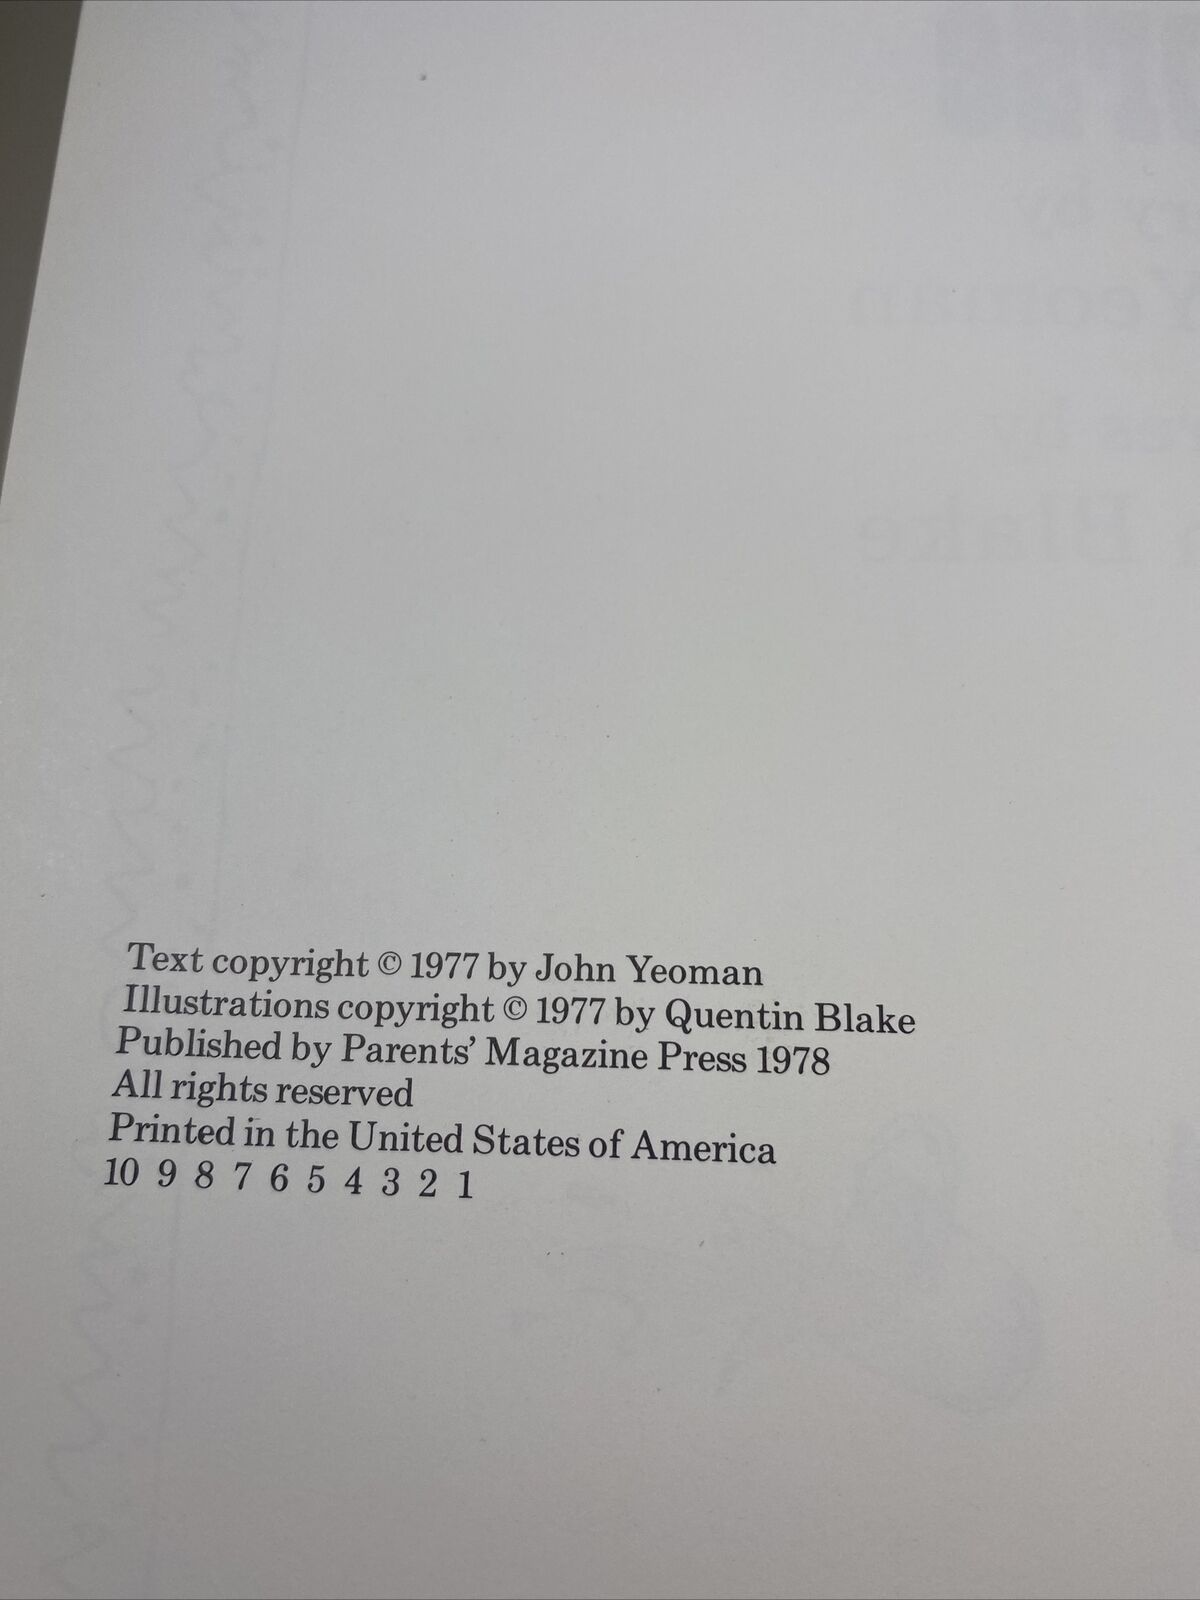 Text copyright © 1977 by John Yeoman
Illustrations copyright © 1977 by Quentin Blake
Published by Parents’ Magazine Press 1978
All rights reserved
Printed in the United States of America
10 9 8 7 6 5 4 3 2 1